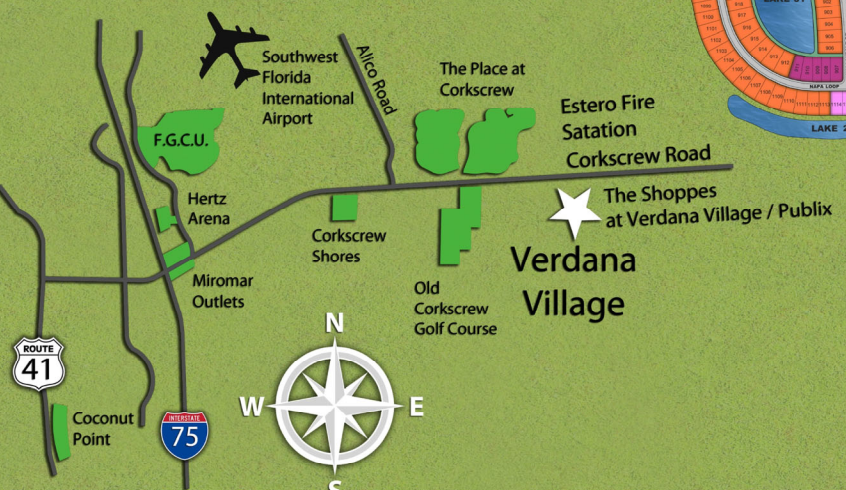 LAKE
NAPA LOOP
LAKE
Southwest
Florida
International
Airport
Alico Road
The Place at
Corkscrew
Estero Fire
Satation
Corkscrew Road
F.G.C.U.
Hertz
Arena
The Shoppes
at Verdana Village / Publix
Corkscrew
Shores
Verdana
Village
Miromar
Outlets
Old
Corkscrew
Golf Course
N
W
E
S
ROUTE
41
Coconut
Point
INTERSTATE
75